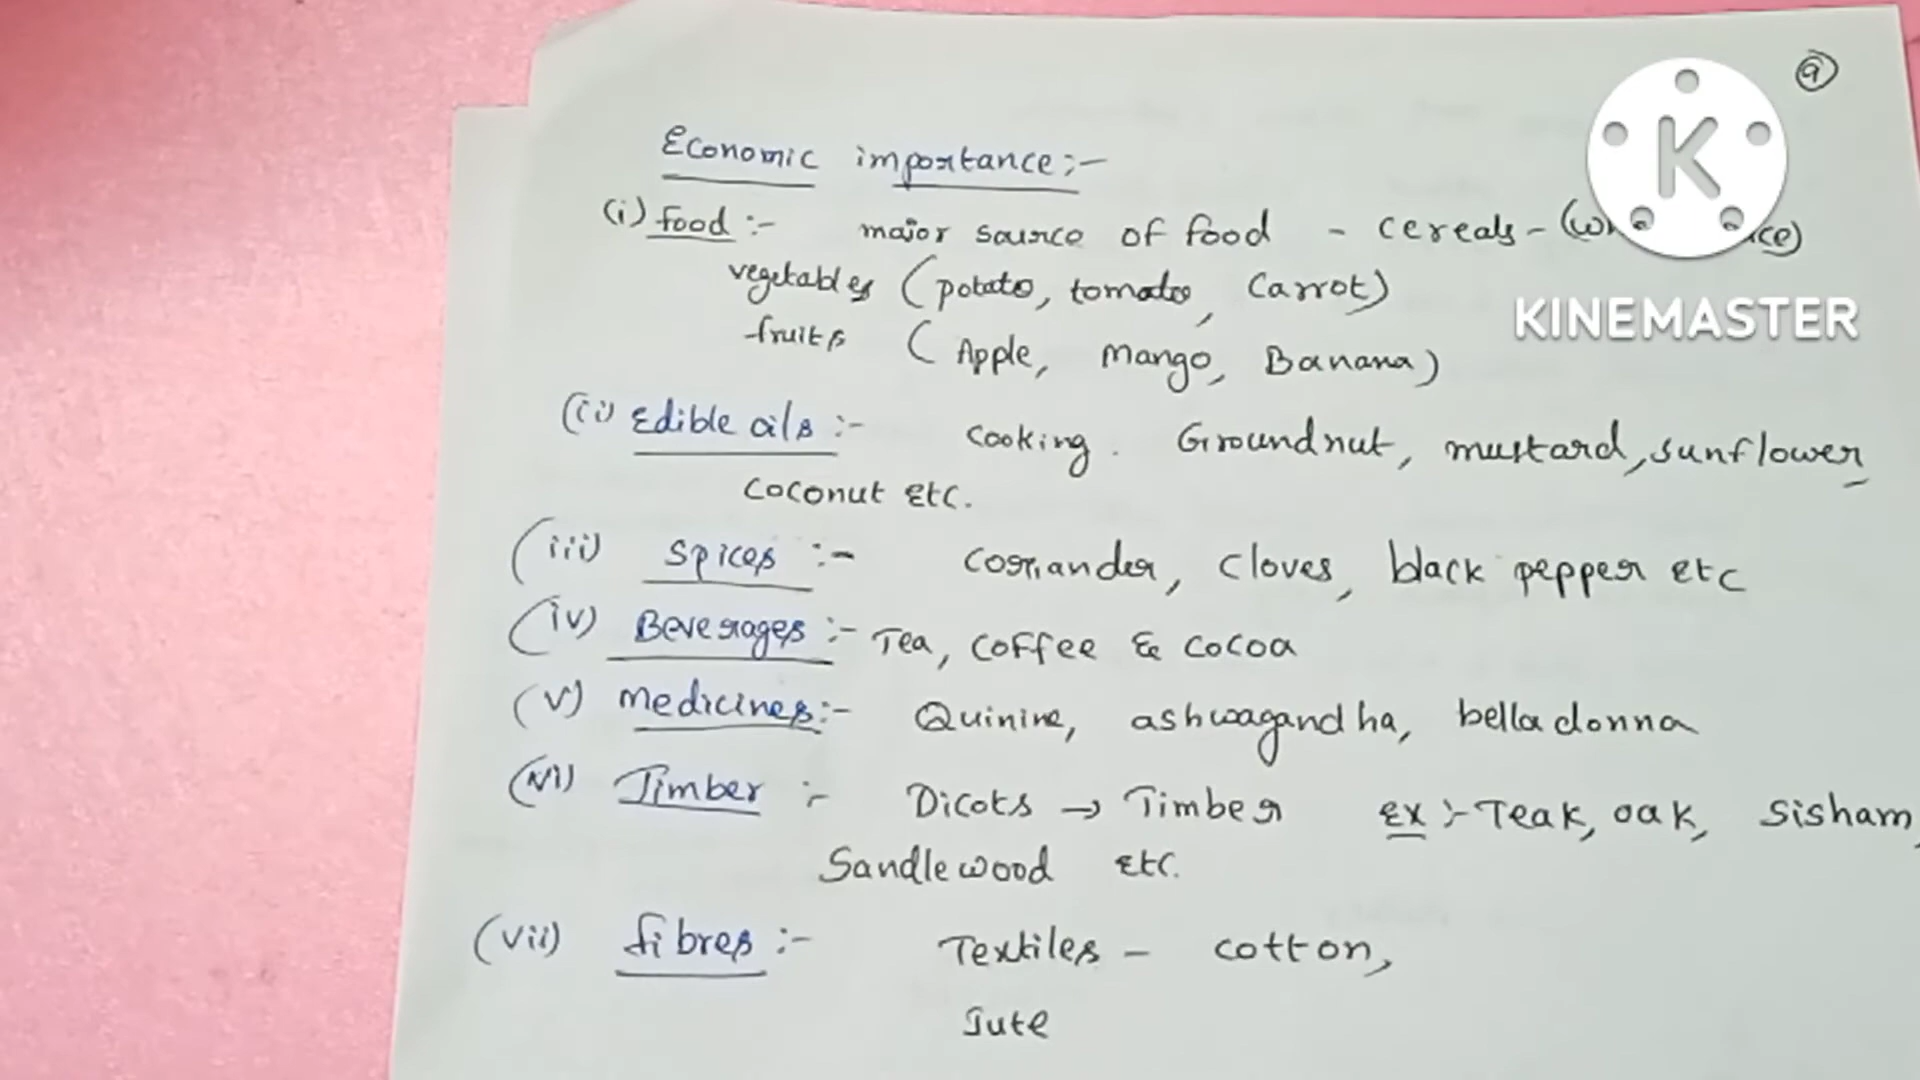 9
Economic importance:-
(i) food :- major source of food - cereals -
vegetables (potato, tomato, Carrot)
fruits (Apple, Mango, Banana)
KINEMASTER
(ii) Edible oils :- cooking. Groundnut, mustard, sunflower,
coconut etc.
(iii) Spices :- coriander, cloves, black pepper etc
(iv) Beverages :- Tea, coffee & cocoa
(v) medicines:- Quinine, ashwagandha, belladonna
(vi) Timber :- Dicots → Timber ex :- Teak, oak, Sisham,
Sandlewood etc.
(vii) fibres :- Textiles - cotton,
Jute